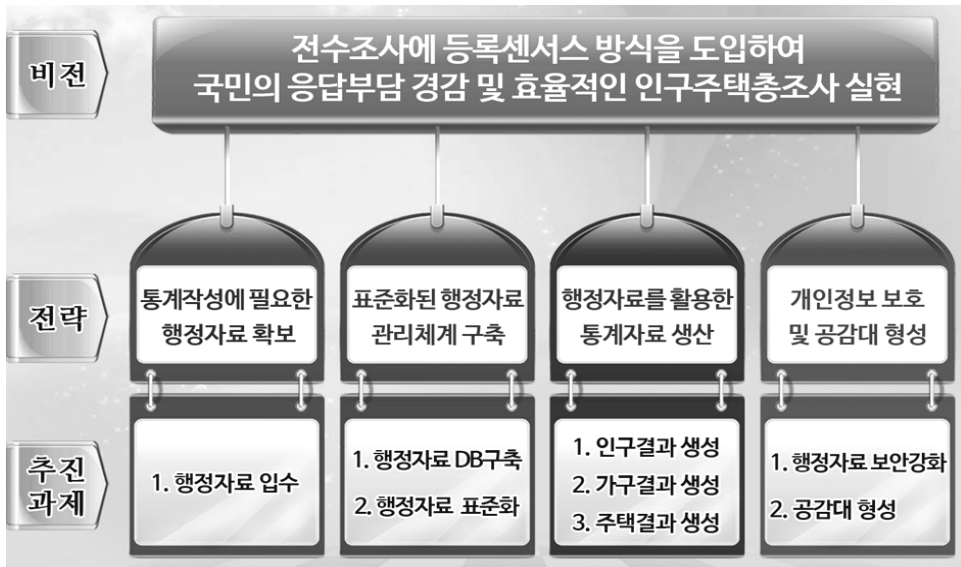 비전
전수조사에 등록센서스 방식을 도입하여
국민의 응답부담 경감 및 효율적인 인구주택총조사 실현
전략
통계작성에 필요한
행정자료 확보
표준화된 행정자료
관리체계 구축
행정자료를 활용한
통계자료 생산
개인정보 보호
및 공감대 형성
추진
과제
1. 행정자료 입수
1. 행정자료 DB구축
2. 행정자료 표준화
1. 인구결과 생성
2. 가구결과 생성
3. 주택결과 생성
1. 행정자료 보안강화
2. 공감대 형성